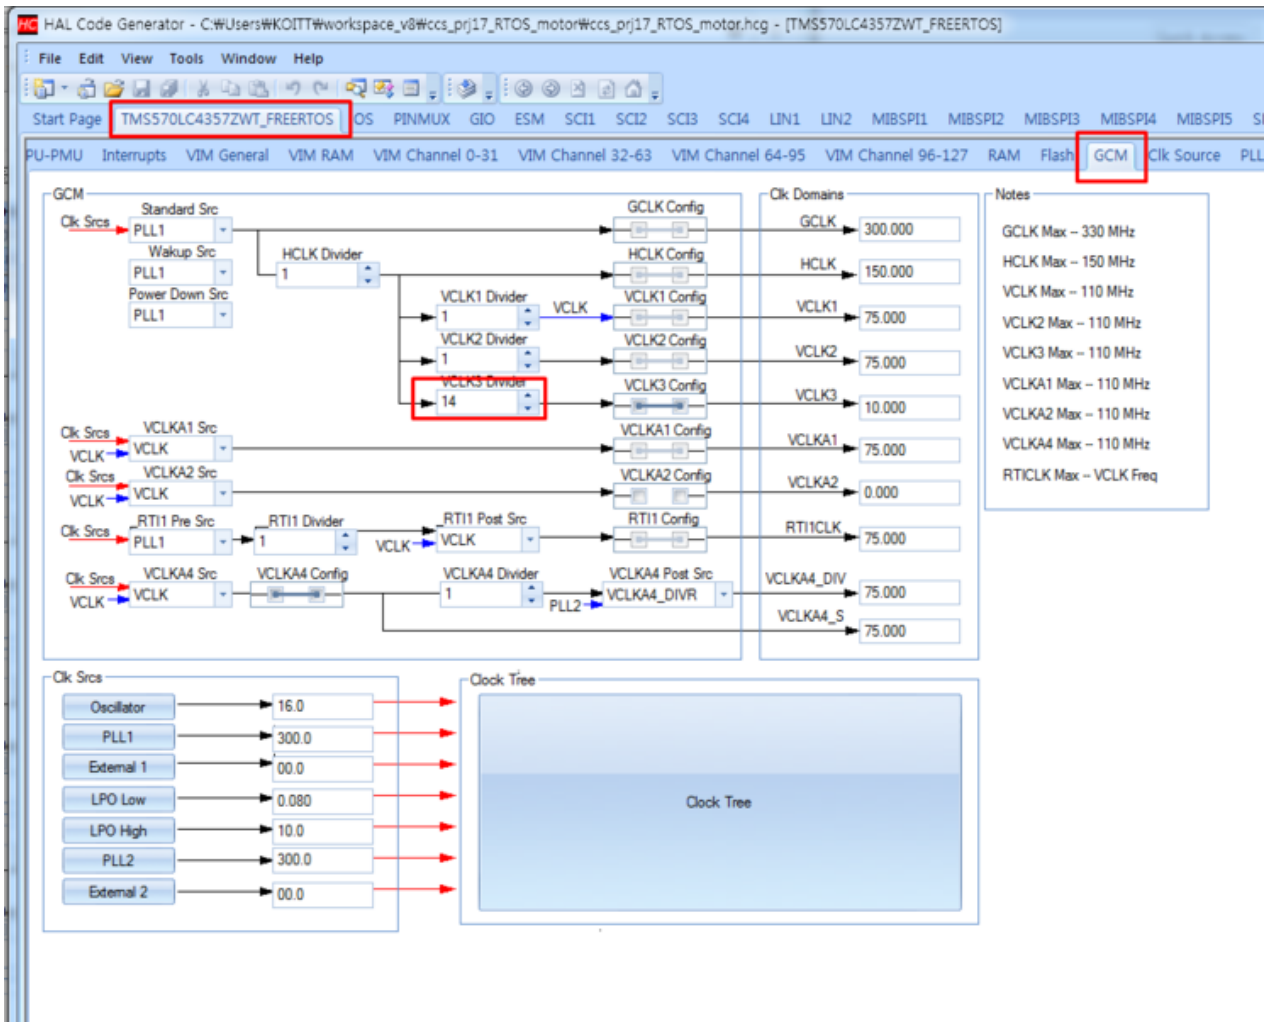 HAL Code Generator - C:₩Users₩KOITT₩workspace_v8₩ccs_prj17_RTOS_motor₩ccs_prj17_RTOS_motor.hcg - [TMS570LC4357ZWT_FREERTOS]
File Edit View Tools Window Help
Start Page TMS570LC4357ZWT_FREERTOS OS PINMUX GIO ESM SCI1 SCI2 SCI3 SCI4 LIN1 LIN2 MIBSPI1 MIBSPI2 MIBSPI3 MIBSPI4 MIBSPI5
PU-PMU Interrupts VIM General VIM RAM VIM Channel 0-31 VIM Channel 32-63 VIM Channel 64-95 VIM Channel 96-127 RAM Flash GCM Clk Source PLL
GCM Clk Domains Notes
Standard Src GCLK Config
Clk Srcs PLL1 GCLK 300.000 GCLK Max -- 330 MHz
Wakup Src HCLK Divider HCLK Config
PLL1 1 HCLK 150.000 HCLK Max -- 150 MHz
Power Down Src VCLK1 Divider VCLK1 Config
VCLK Max -- 110 MHz
PLL1 1 VCLK VCLK1 75.000
VCLK2 Max -- 110 MHz
VCLK2 Divider VCLK2 Config
1 VCLK2 75.000 VCLK3 Max -- 110 MHz
VCLK3 Divider VCLK3 Config
VCLKA1 Max -- 110 MHz
14 VCLK3 10.000
VCLKA2 Max -- 110 MHz
VCLKA1 Src VCLKA1 Config
Clk Srcs
VCLK VCLK VCLKA1 75.000 VCLKA4 Max -- 110 MHz
VCLKA2 Src VCLKA2 Config
Clk Srcs RTICLK Max -- VCLK Freq
VCLK VCLK VCLKA2 0.000
_RTI1 Pre Src _RTI1 Divider _RTI1 Post Src RTI1 Config
Clk Srcs PLL1 1 VCLK VCLK RTI1CLK 75.000
VCLKA4 Src VCLKA4 Config VCLKA4 Divider VCLKA4 Post Src
Clk Srcs VCLKA4_DIV
VCLK VCLK 1 PLL2 VCLKA4_DIVR 75.000
VCLKA4_S
75.000
Clk Srcs Clock Tree
Oscillator 16.0
PLL1 300.0
External 1 00.0
LPO Low 0.080
Clock Tree
LPO High 10.0
PLL2 300.0
External 2 00.0